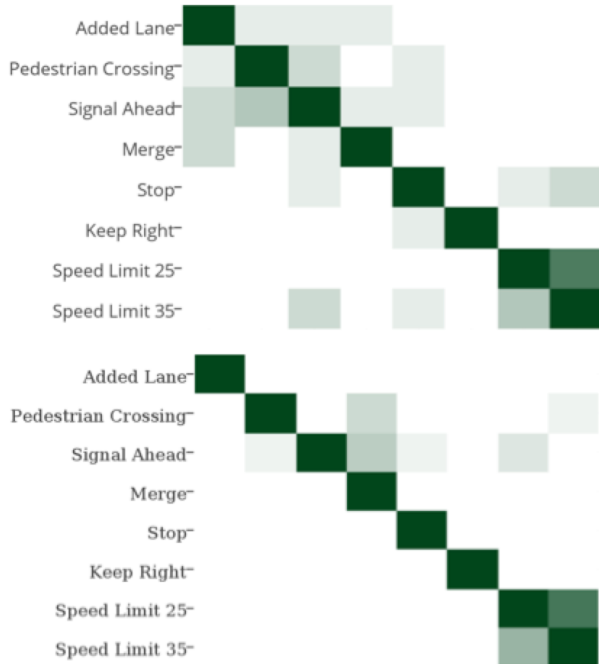 Added Lane
Pedestrian Crossing
Signal Ahead
Merge
Stop
Keep Right
Speed Limit 25
Speed Limit 35
Added Lane
Pedestrian Crossing
Signal Ahead
Merge
Stop
Keep Right
Speed Limit 25
Speed Limit 35